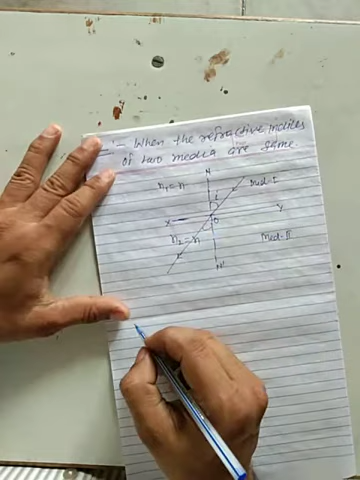 :- When the refractive indices
of two media are same.
N
n₁ = n
med-I
i
X
O
Y
n₂ = n
med-II
N'